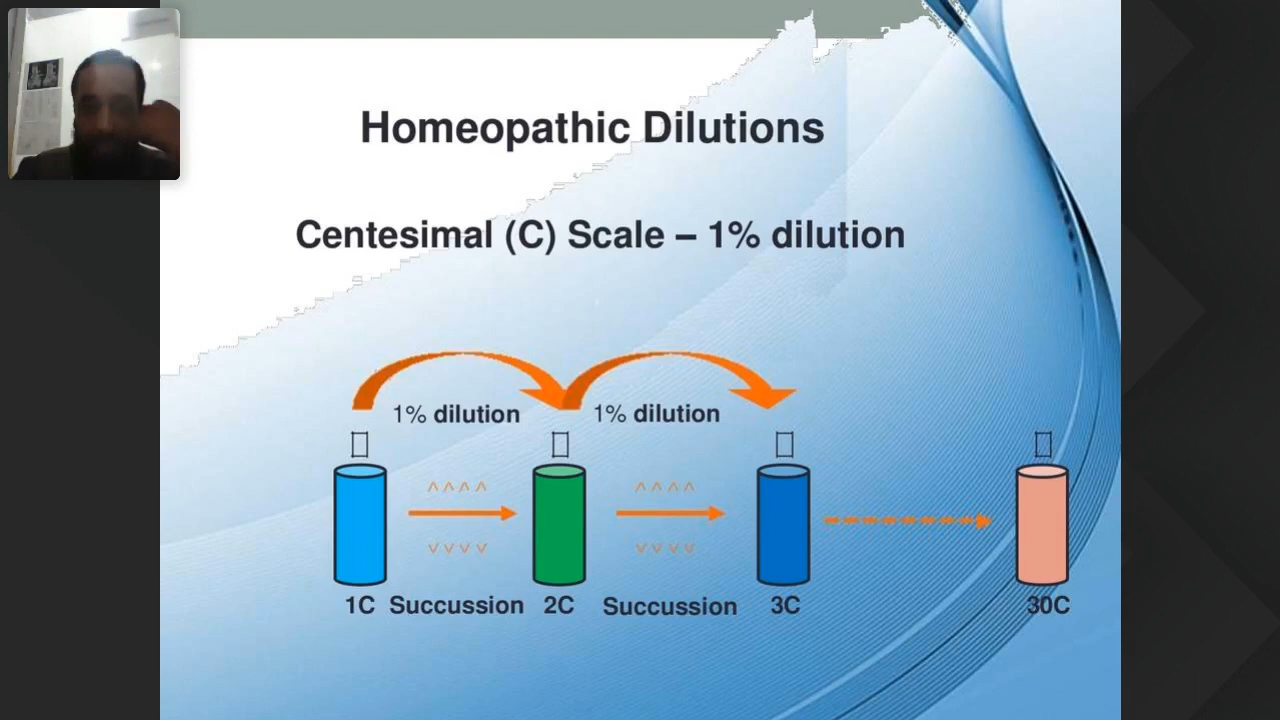 Homeopathic Dilutions
Centesimal (C) Scale – 1% dilution
1% dilution 1% dilution
^ ^ ^ ^ ^ ^ ^ ^
v v v v v v v v
1C Succussion 2C Succussion 3C 30C